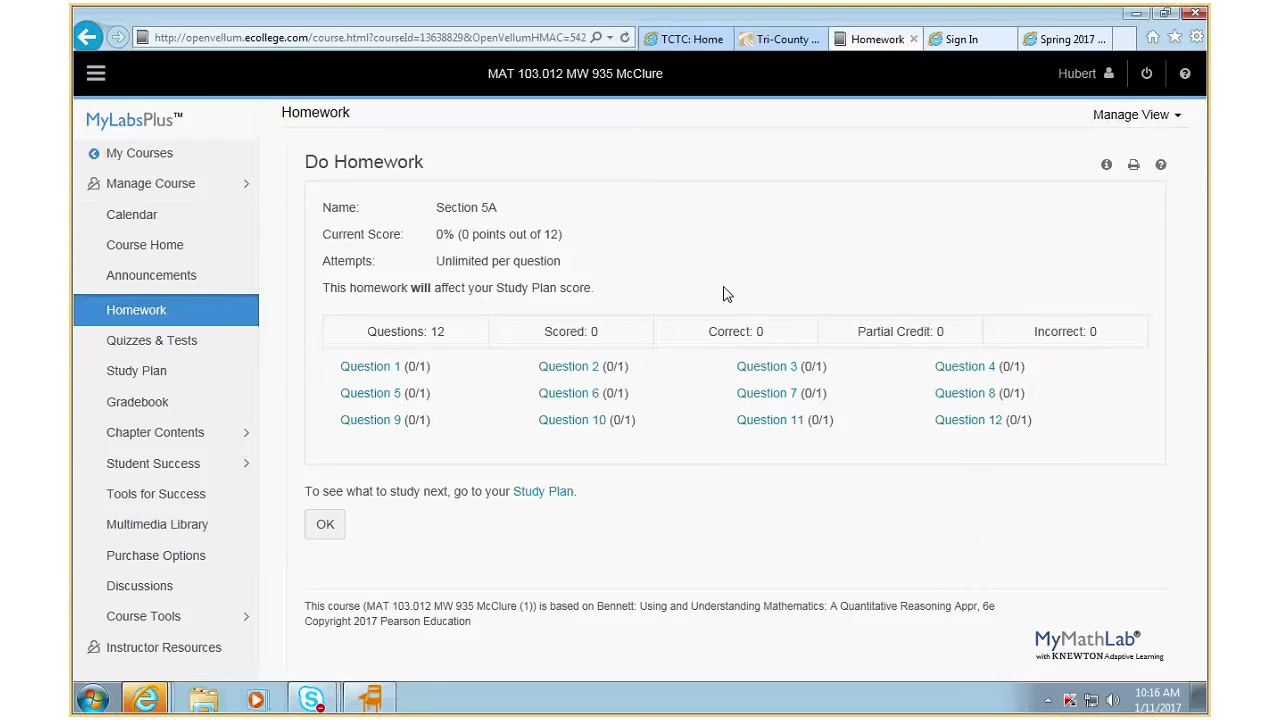 http://openvellum.ecollege.com/course.html?courseId=13638829&OpenVellumHMAC=542
TCTC: Home
Tri-County ...
Homework
Sign In
Spring 2017 ...
MAT 103.012 MW 935 McClure
Hubert
MyLabsPlus™
Homework
Manage View
My Courses
Manage Course
Calendar
Course Home
Announcements
Homework
Quizzes & Tests
Study Plan
Gradebook
Chapter Contents
Student Success
Tools for Success
Multimedia Library
Purchase Options
Discussions
Course Tools
Instructor Resources
Do Homework
Name: Section 5A
Current Score: 0% (0 points out of 12)
Attempts: Unlimited per question
This homework will affect your Study Plan score.
Questions: 12 Scored: 0 Correct: 0 Partial Credit: 0 Incorrect: 0
Question 1 (0/1) Question 2 (0/1) Question 3 (0/1) Question 4 (0/1)
Question 5 (0/1) Question 6 (0/1) Question 7 (0/1) Question 8 (0/1)
Question 9 (0/1) Question 10 (0/1) Question 11 (0/1) Question 12 (0/1)
To see what to study next, go to your Study Plan.
OK
This course (MAT 103.012 MW 935 McClure (1)) is based on Bennett: Using and Understanding Mathematics: A Quantitative Reasoning Appr, 6e
Copyright 2017 Pearson Education
MyMathLab®
with KNEWTON Adaptive Learning
10:16 AM
1/11/2017